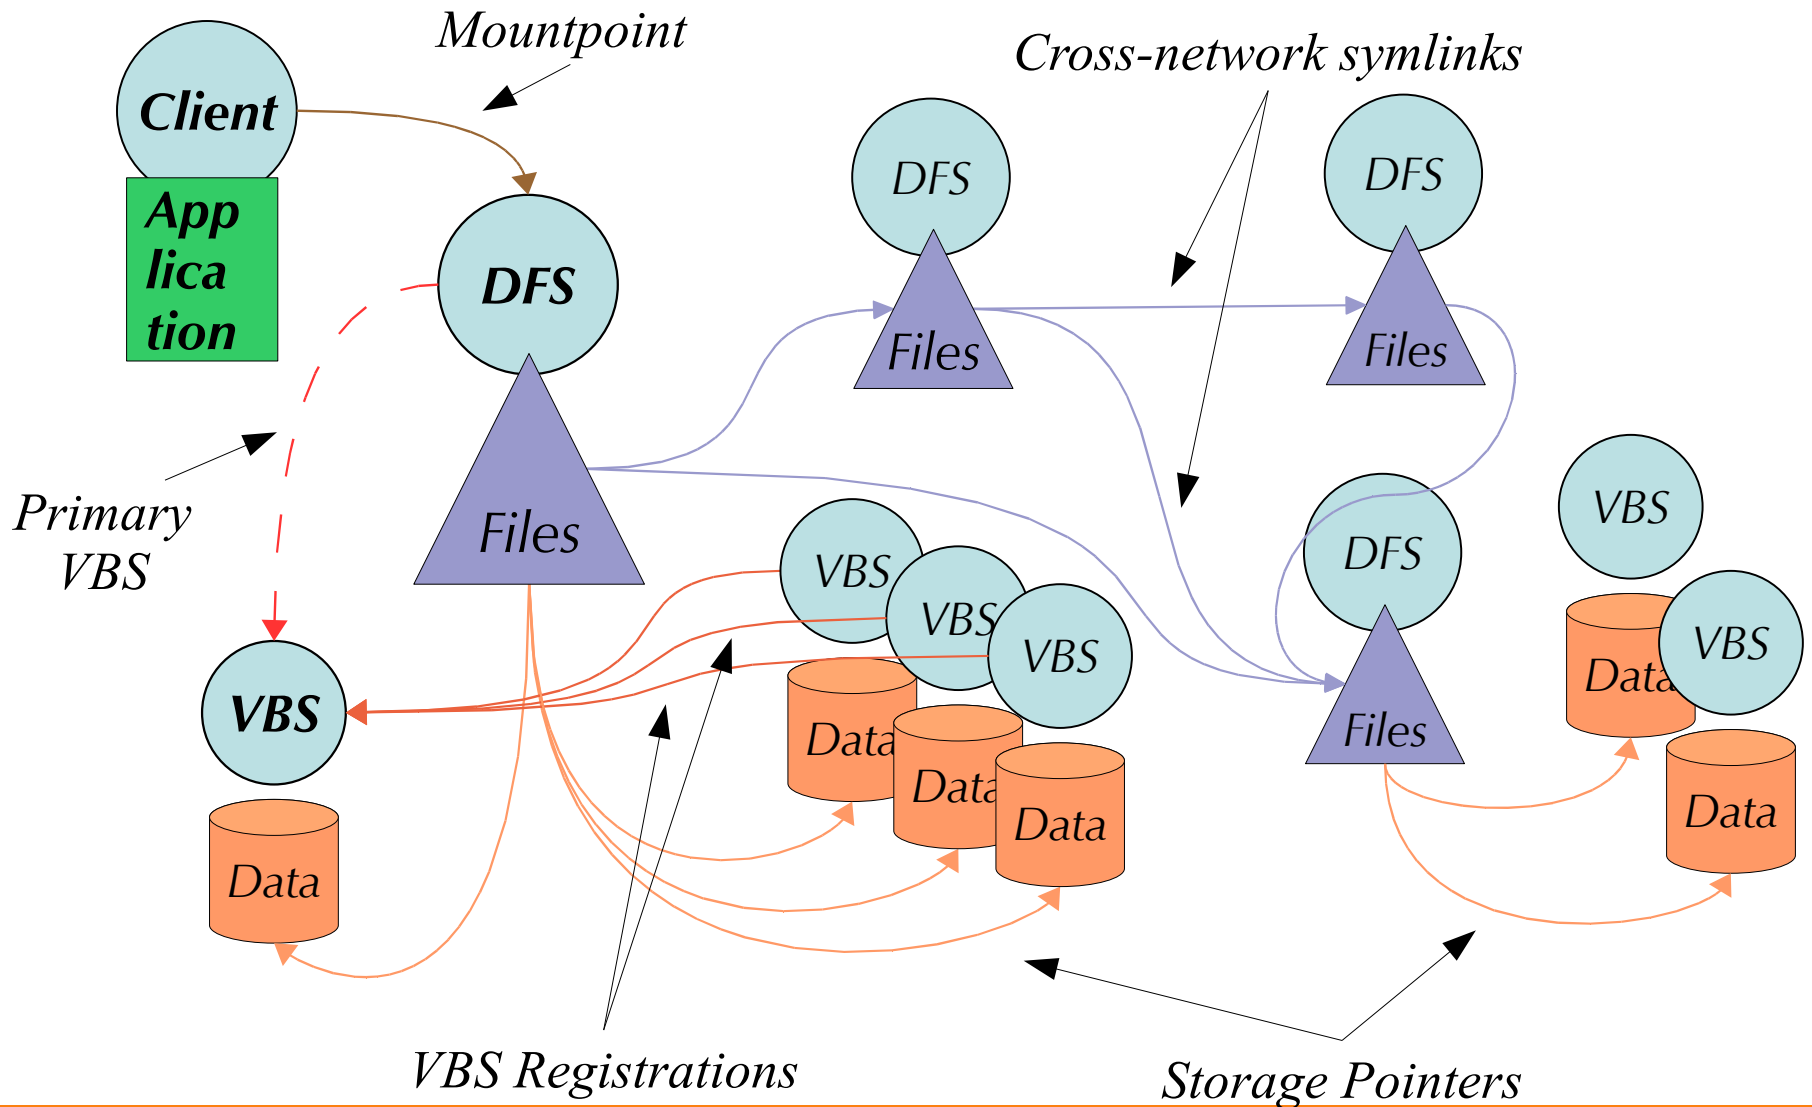 Mountpoint
Cross-network symlinks
Client
App
lica
tion
DFS
Files
DFS
Files
DFS
Files
Primary
VBS
VBS
Data
VBS
VBS
VBS
Data
Data
Data
DFS
Files
VBS
VBS
Data
Data
VBS Registrations
Storage Pointers